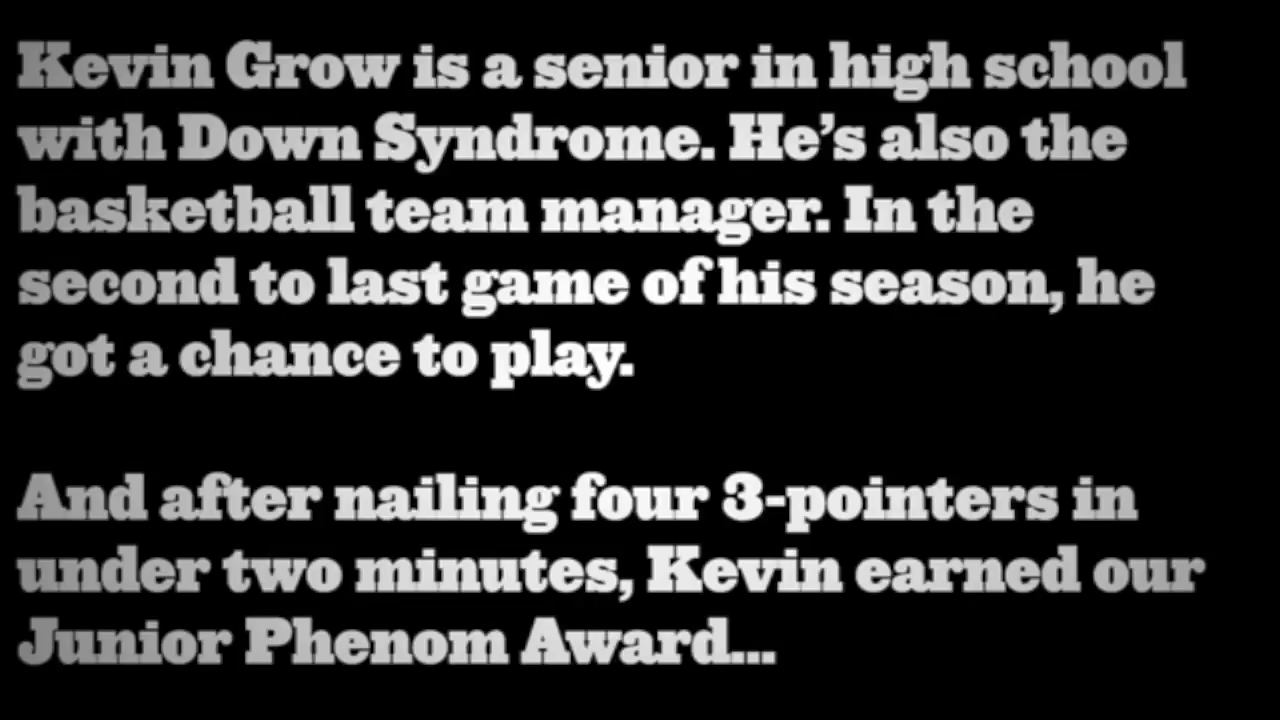 Kevin Grow is a senior in high school
with Down Syndrome. He’s also the
basketball team manager. In the
second to last game of his season, he
got a chance to play.
And after nailing four 3-pointers in
under two minutes, Kevin earned our
Junior Phenom Award...